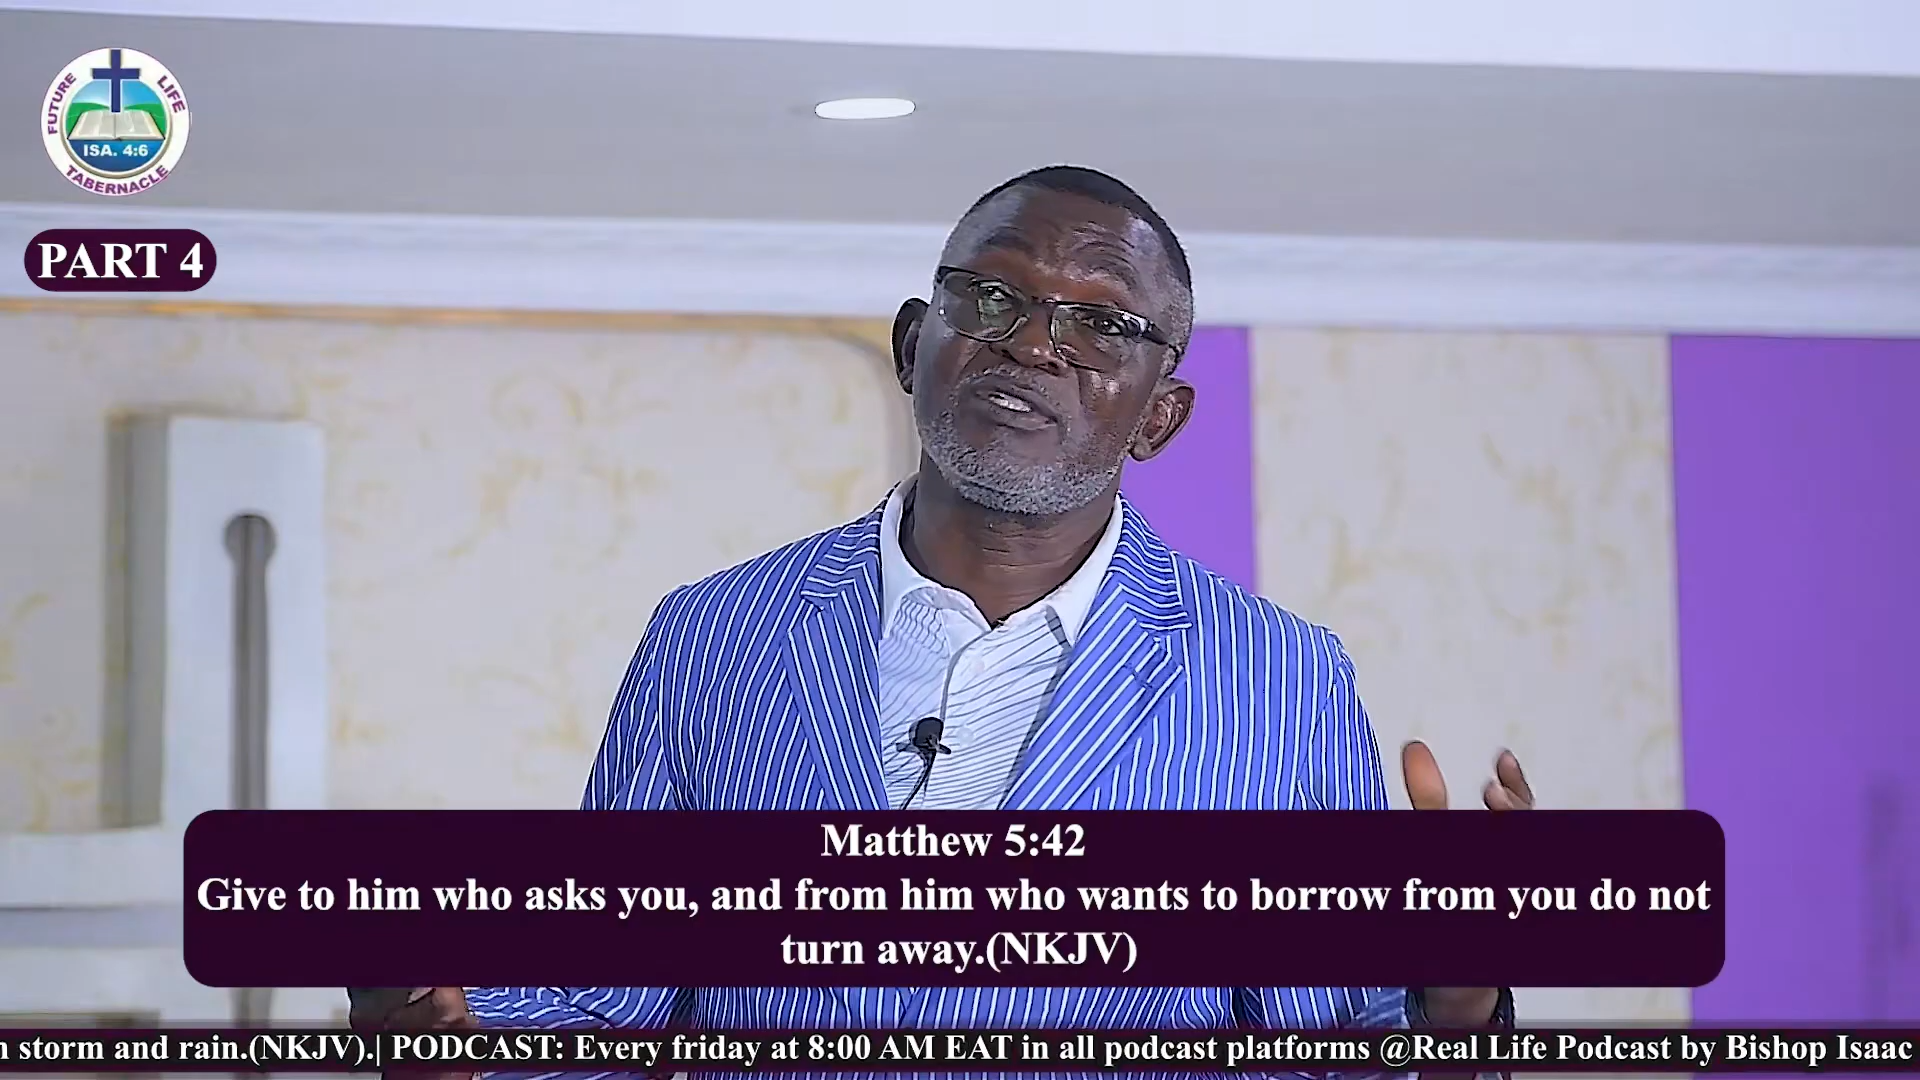 FUTURE LIFE
ISA. 4:6
TABERNACLE
PART 4
Matthew 5:42
Give to him who asks you, and from him who wants to borrow from you do not
turn away.(NKJV)
storm and rain.(NKJV).| PODCAST: Every friday at 8:00 AM EAT in all podcast platforms @Real Life Podcast by Bishop Isaac